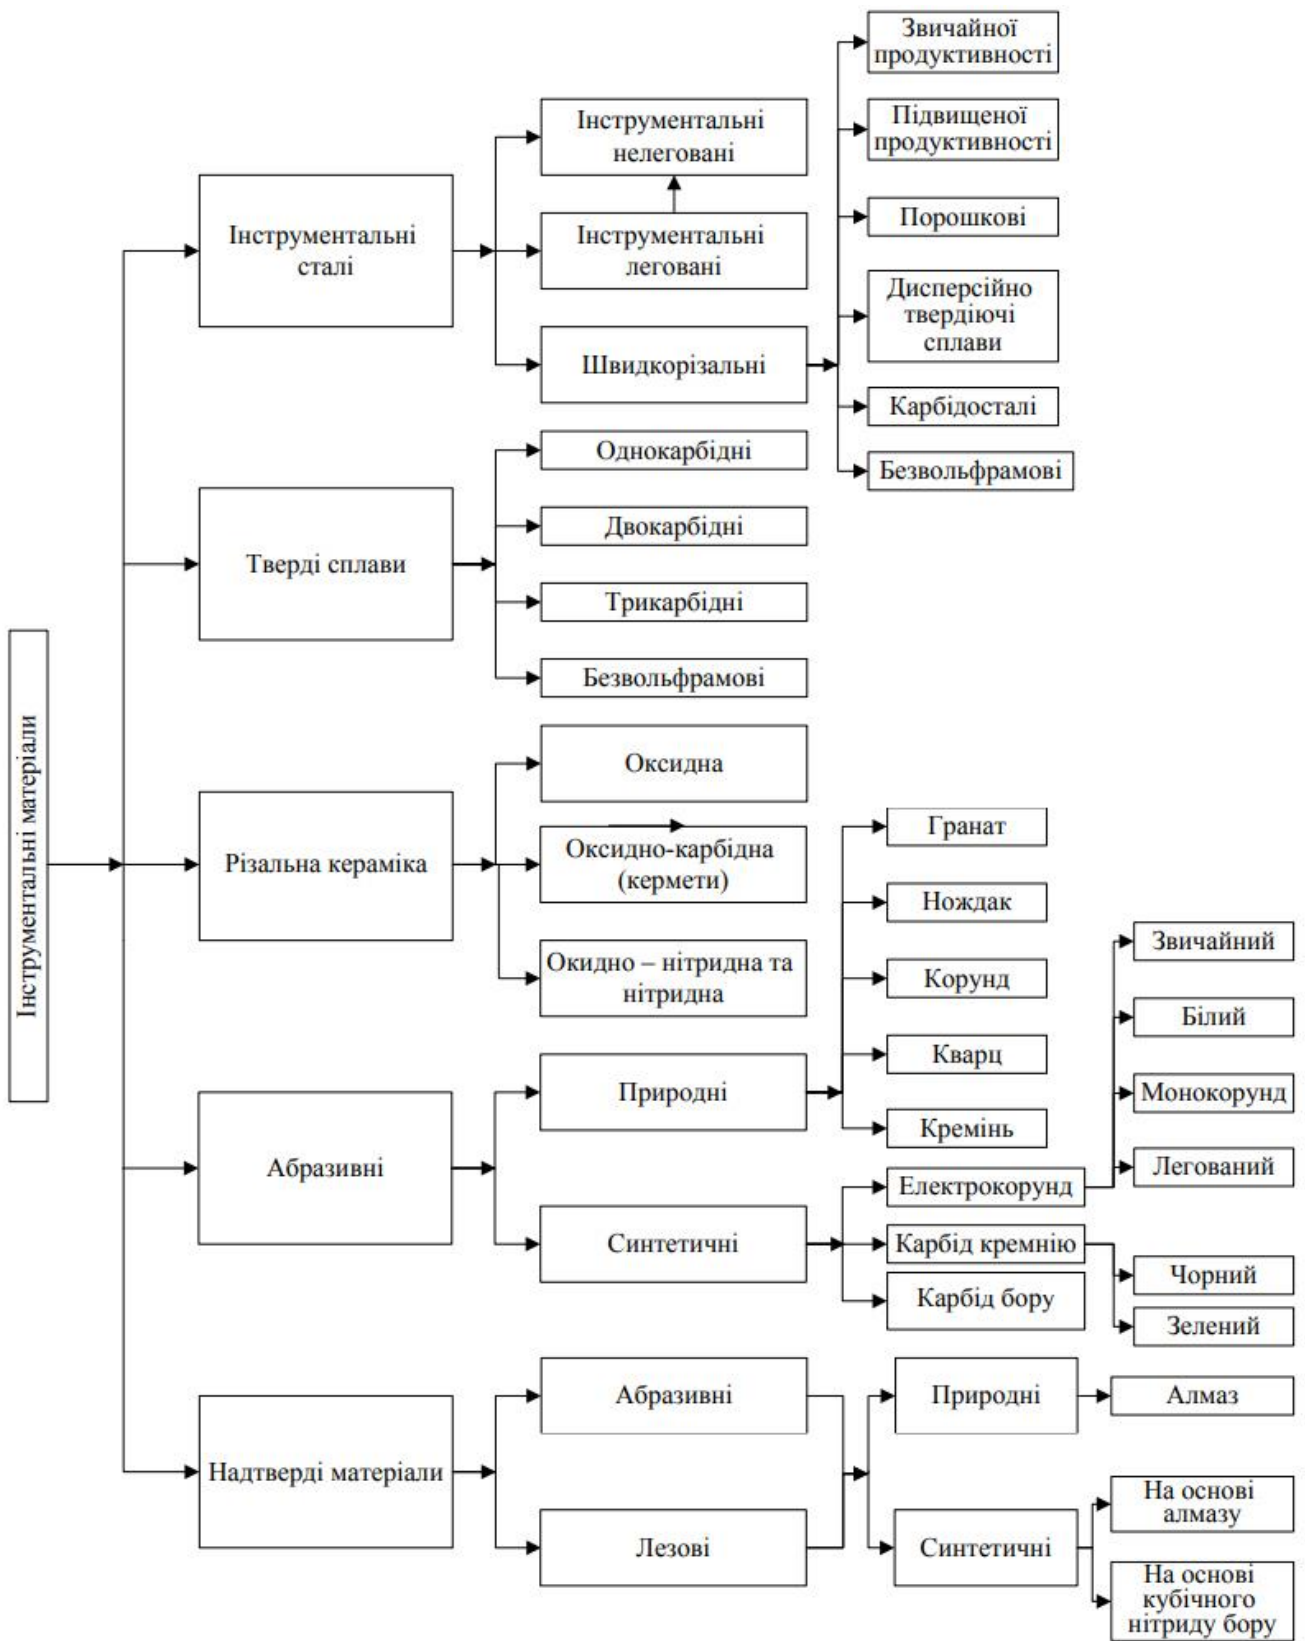 Інструментальні матеріали
Інструментальні
сталі
Інструментальні
нелеговані
Інструментальні
леговані
Швидкорізальні
Звичайної
продуктивності
Підвищеної
продуктивності
Порошкові
Дисперсійно
твердіючі
сплави
Карбідосталі
Безвольфрамові
Тверді сплави
Однокарбідні
Двокарбідні
Трикарбідні
Безвольфрамові
Різальна кераміка
Оксидна
Оксидно-карбідна
(кермети)
Окидно – нітридна та
нітридна
Абразивні
Природні
Гранат
Нождак
Корунд
Кварц
Кремінь
Синтетичні
Електрокорунд
Звичайний
Білий
Монокорунд
Легований
Карбід кремнію
Чорний
Зелений
Карбід бору
Надтверді матеріали
Абразивні
Лезові
Природні
Алмаз
Синтетичні
На основі
алмазу
На основі
кубічного
нітриду бору